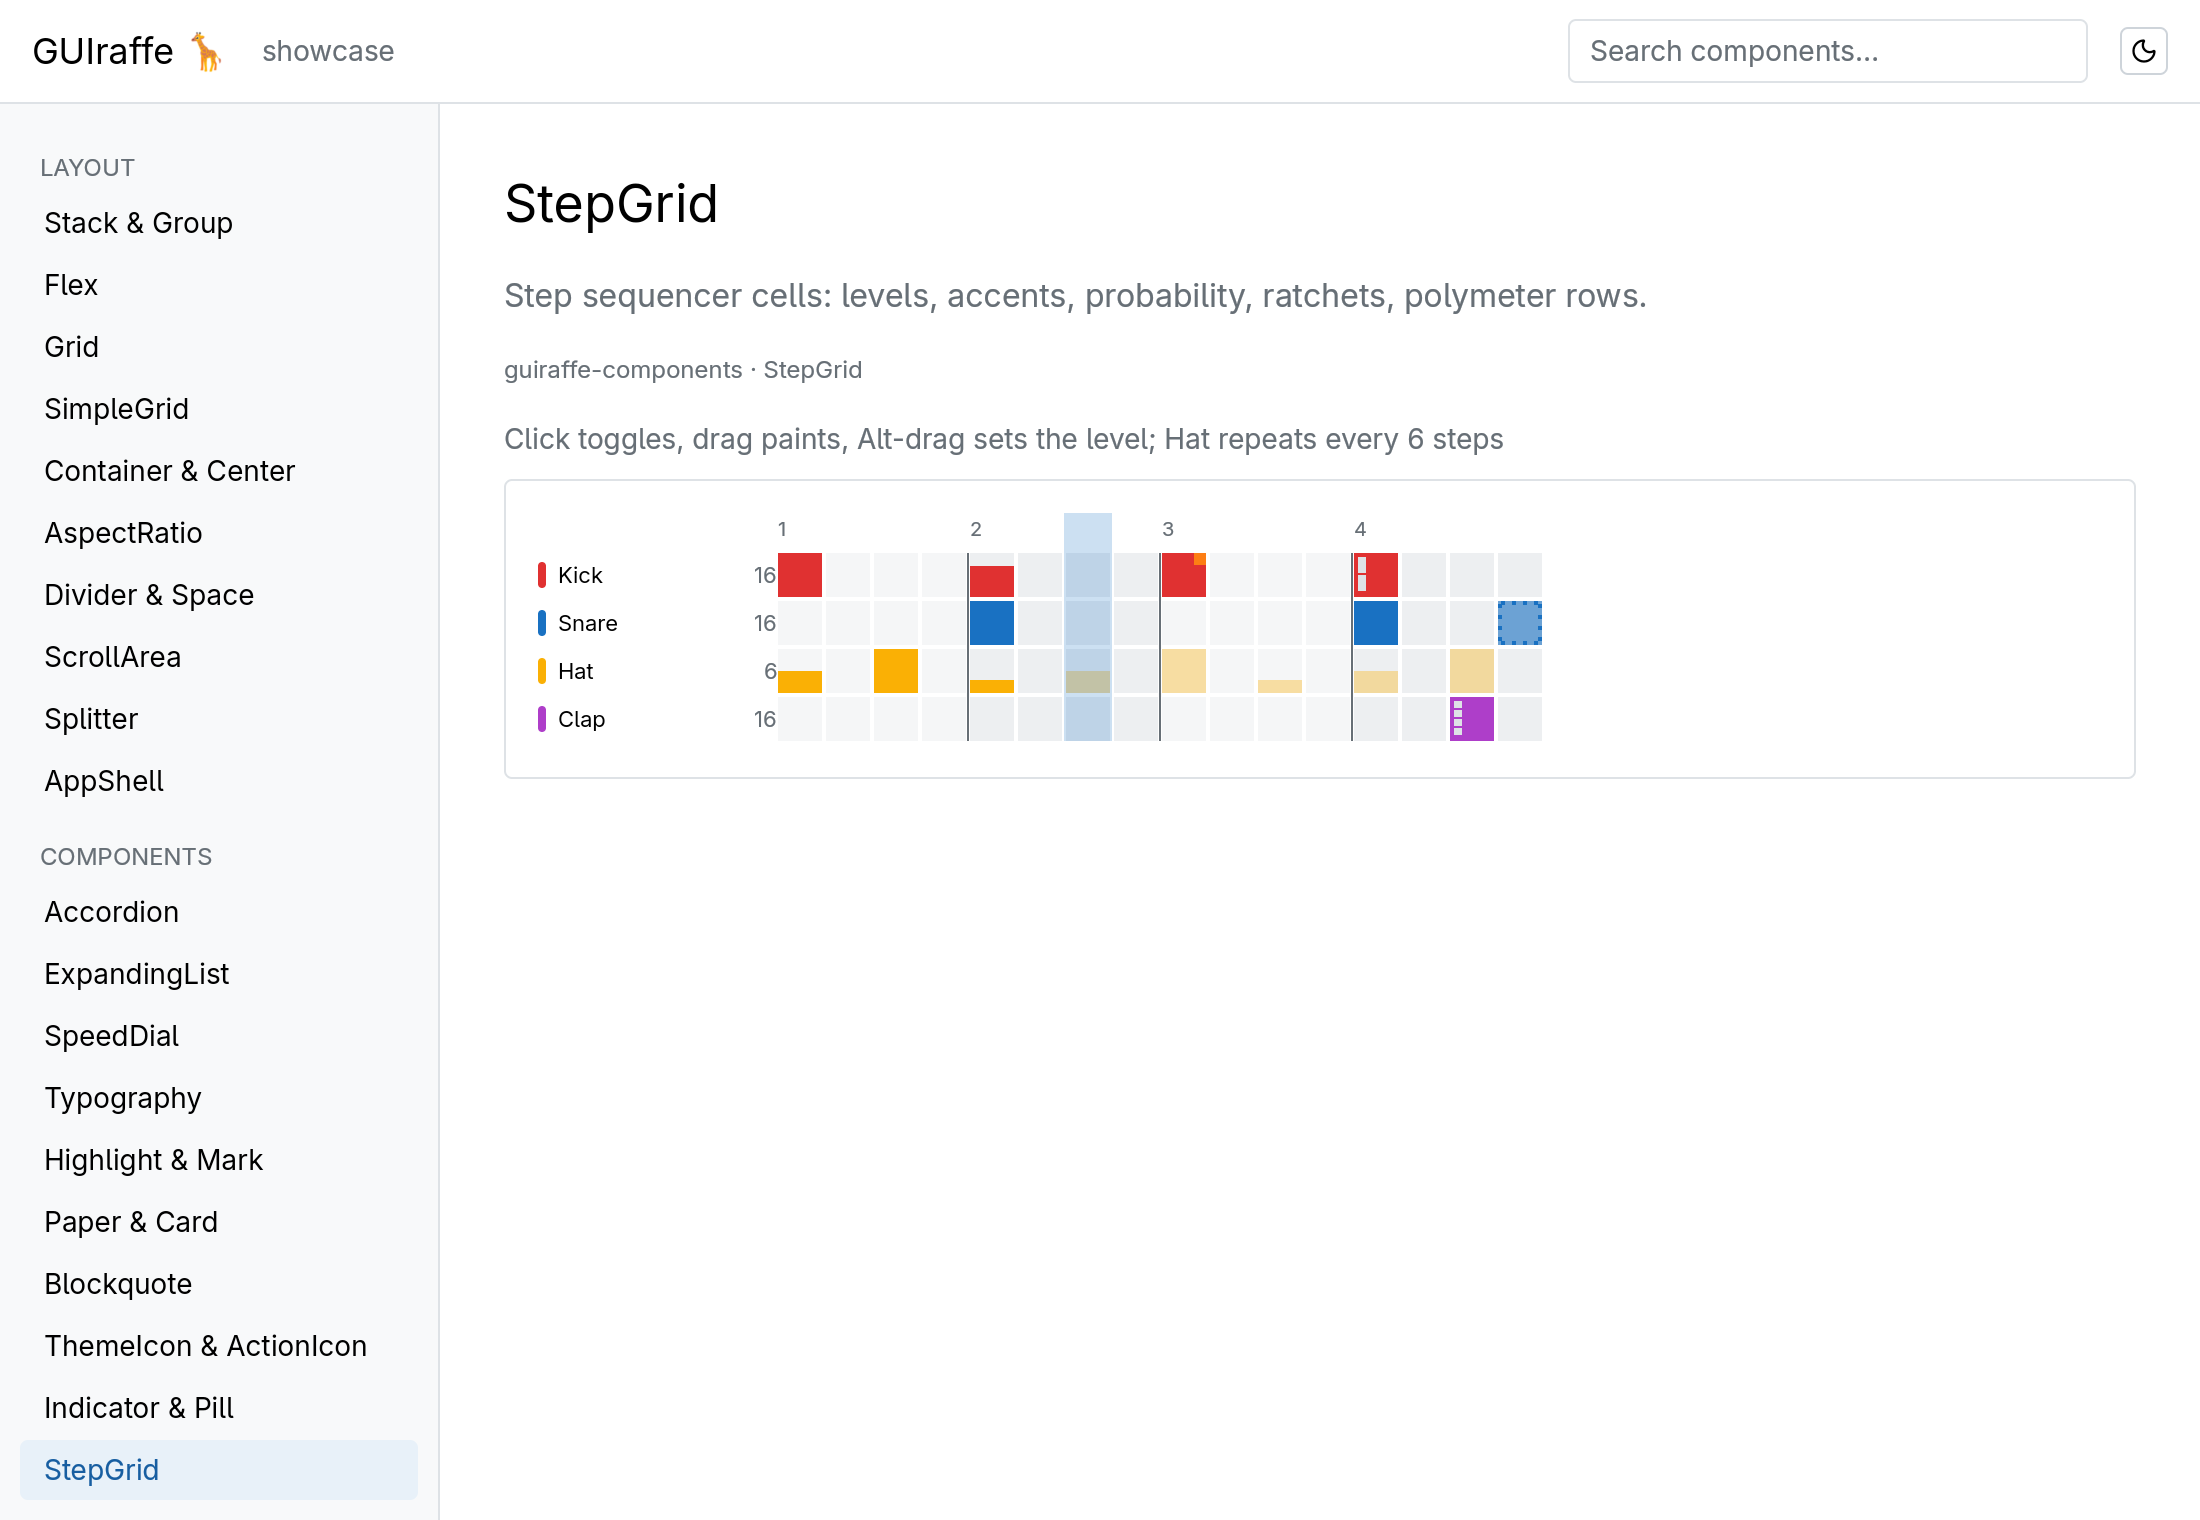 GUIraffe 🦒 showcase
Search components...
LAYOUT
Stack & Group
Flex
Grid
SimpleGrid
Container & Center
AspectRatio
Divider & Space
ScrollArea
Splitter
AppShell
COMPONENTS
Accordion
ExpandingList
SpeedDial
Typography
Highlight & Mark
Paper & Card
Blockquote
ThemeIcon & ActionIcon
Indicator & Pill
StepGrid
StepGrid
Step sequencer cells: levels, accents, probability, ratchets, polymeter rows.
guiraffe-components · StepGrid
Click toggles, drag paints, Alt-drag sets the level; Hat repeats every 6 steps
1 2 3 4
Kick 16
Snare 16
Hat 6
Clap 16